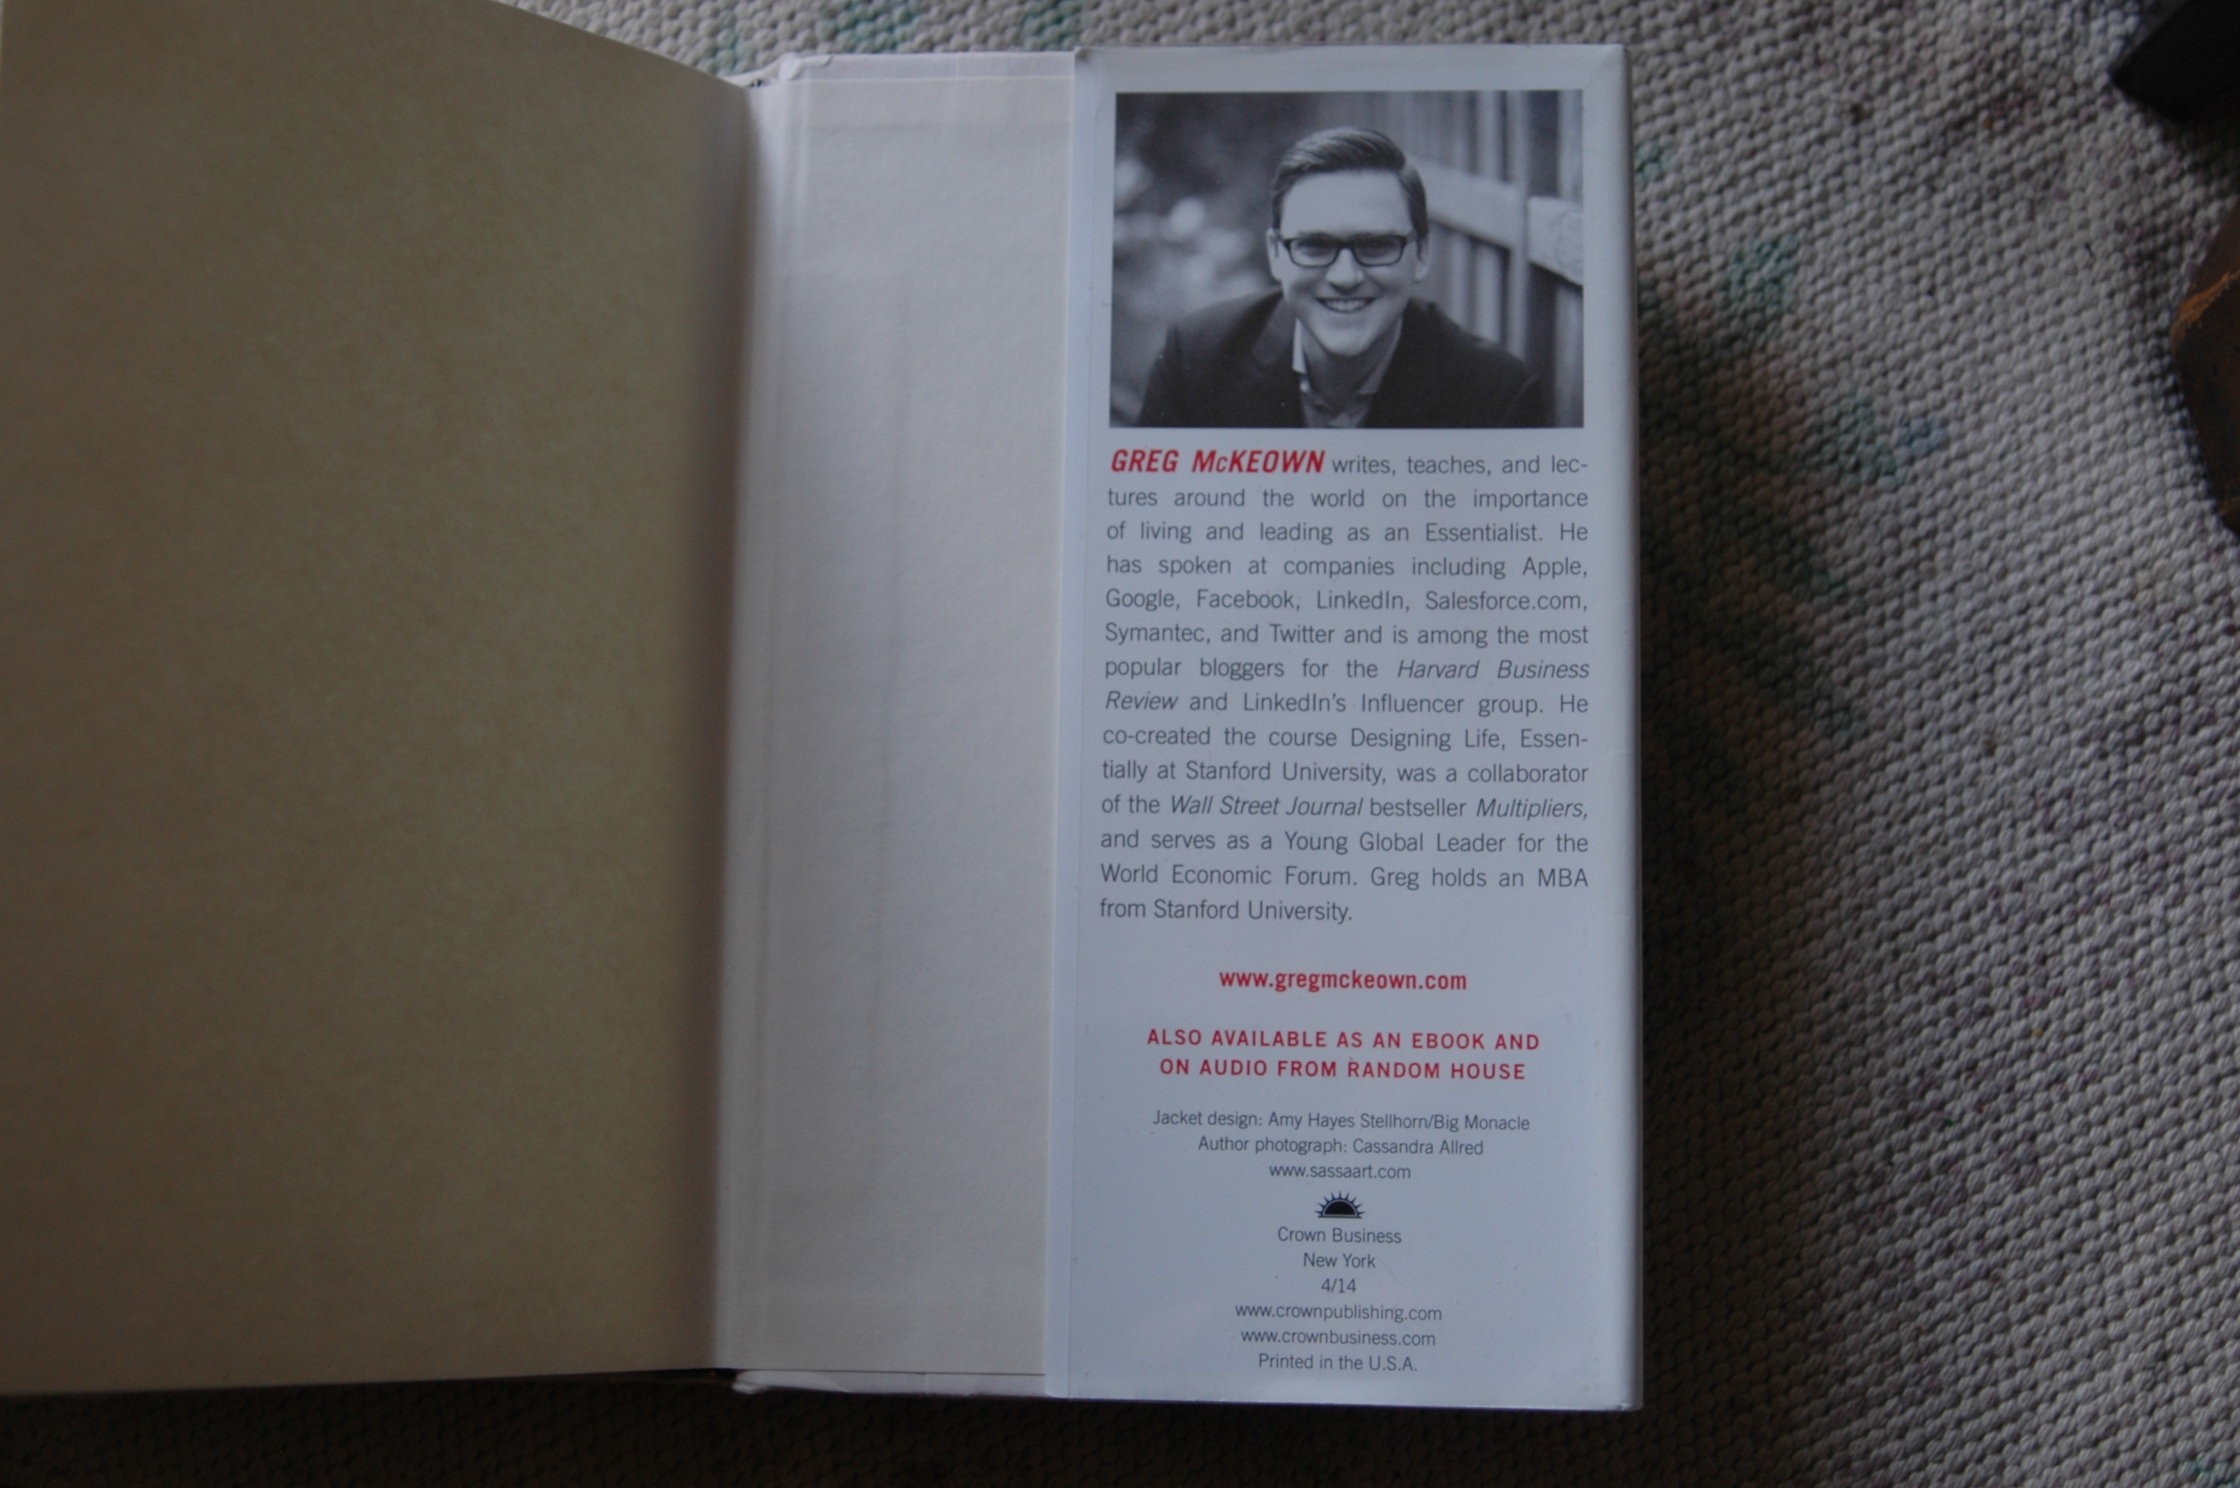 GREG McKEOWN writes, teaches, and lec-
tures around the world on the importance
of living and leading as an Essentialist. He
has spoken at companies including Apple,
Google, Facebook, LinkedIn, Salesforce.com,
Symantec, and Twitter and is among the most
popular bloggers for the Harvard Business
Review and LinkedIn's Influencer group. He
co-created the course Designing Life, Essen-
tially at Stanford University, was a collaborator
of the Wall Street Journal bestseller Multipliers,
and serves as a Young Global Leader for the
World Economic Forum. Greg holds an MBA
from Stanford University.
www.gregmckeown.com
ALSO AVAILABLE AS AN EBOOK AND
ON AUDIO FROM RANDOM HOUSE
Jacket design: Amy Hayes Stellhorn/Big Monacle
Author photograph: Cassandra Allred
www.sassaart.com
Crown Business
New York
4/14
www.crownpublishing.com
www.crownbusiness.com
Printed in the U.S.A.